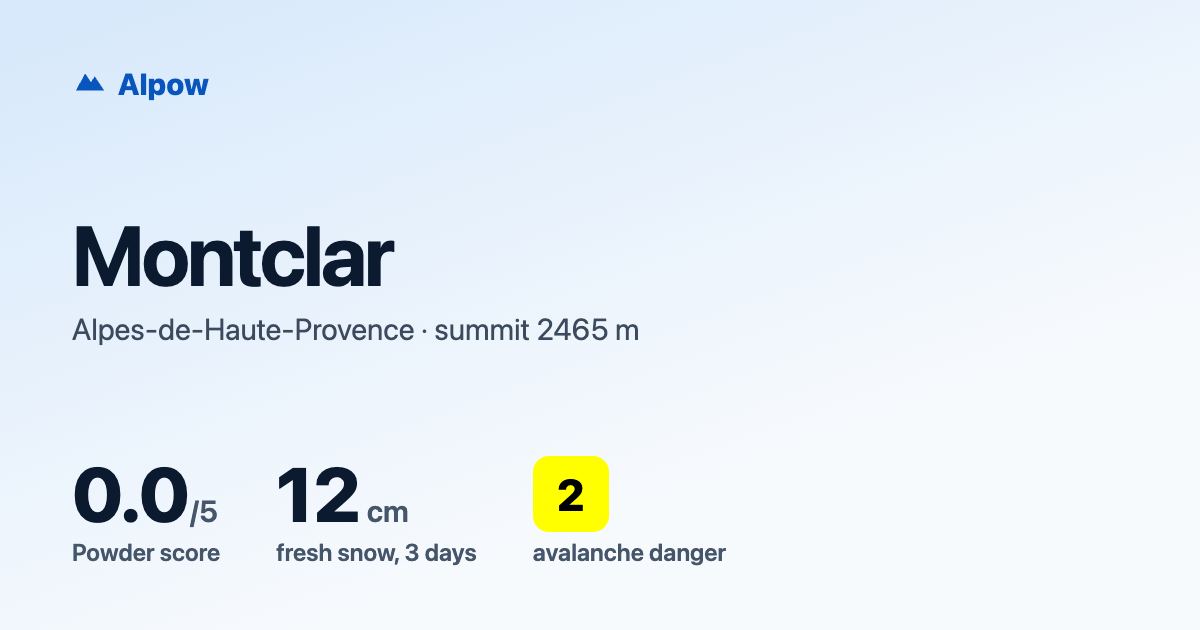 Alpow
Montclar
Alpes-de-Haute-Provence · summit 2465 m
0.0/5 12 cm 2
Powder score fresh snow, 3 days avalanche danger